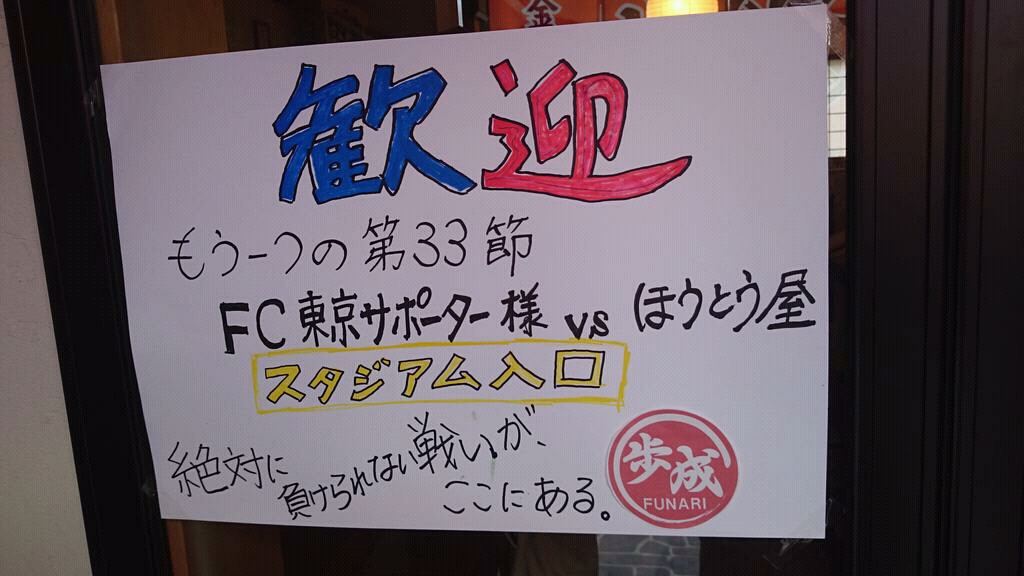 金
歓迎
もう一つの第33節
FC東京サポーター様 vs ほうとう屋
スタジアム入口
絶対に
負けられない戦いが、
ここにある。
歩成
FUNARI